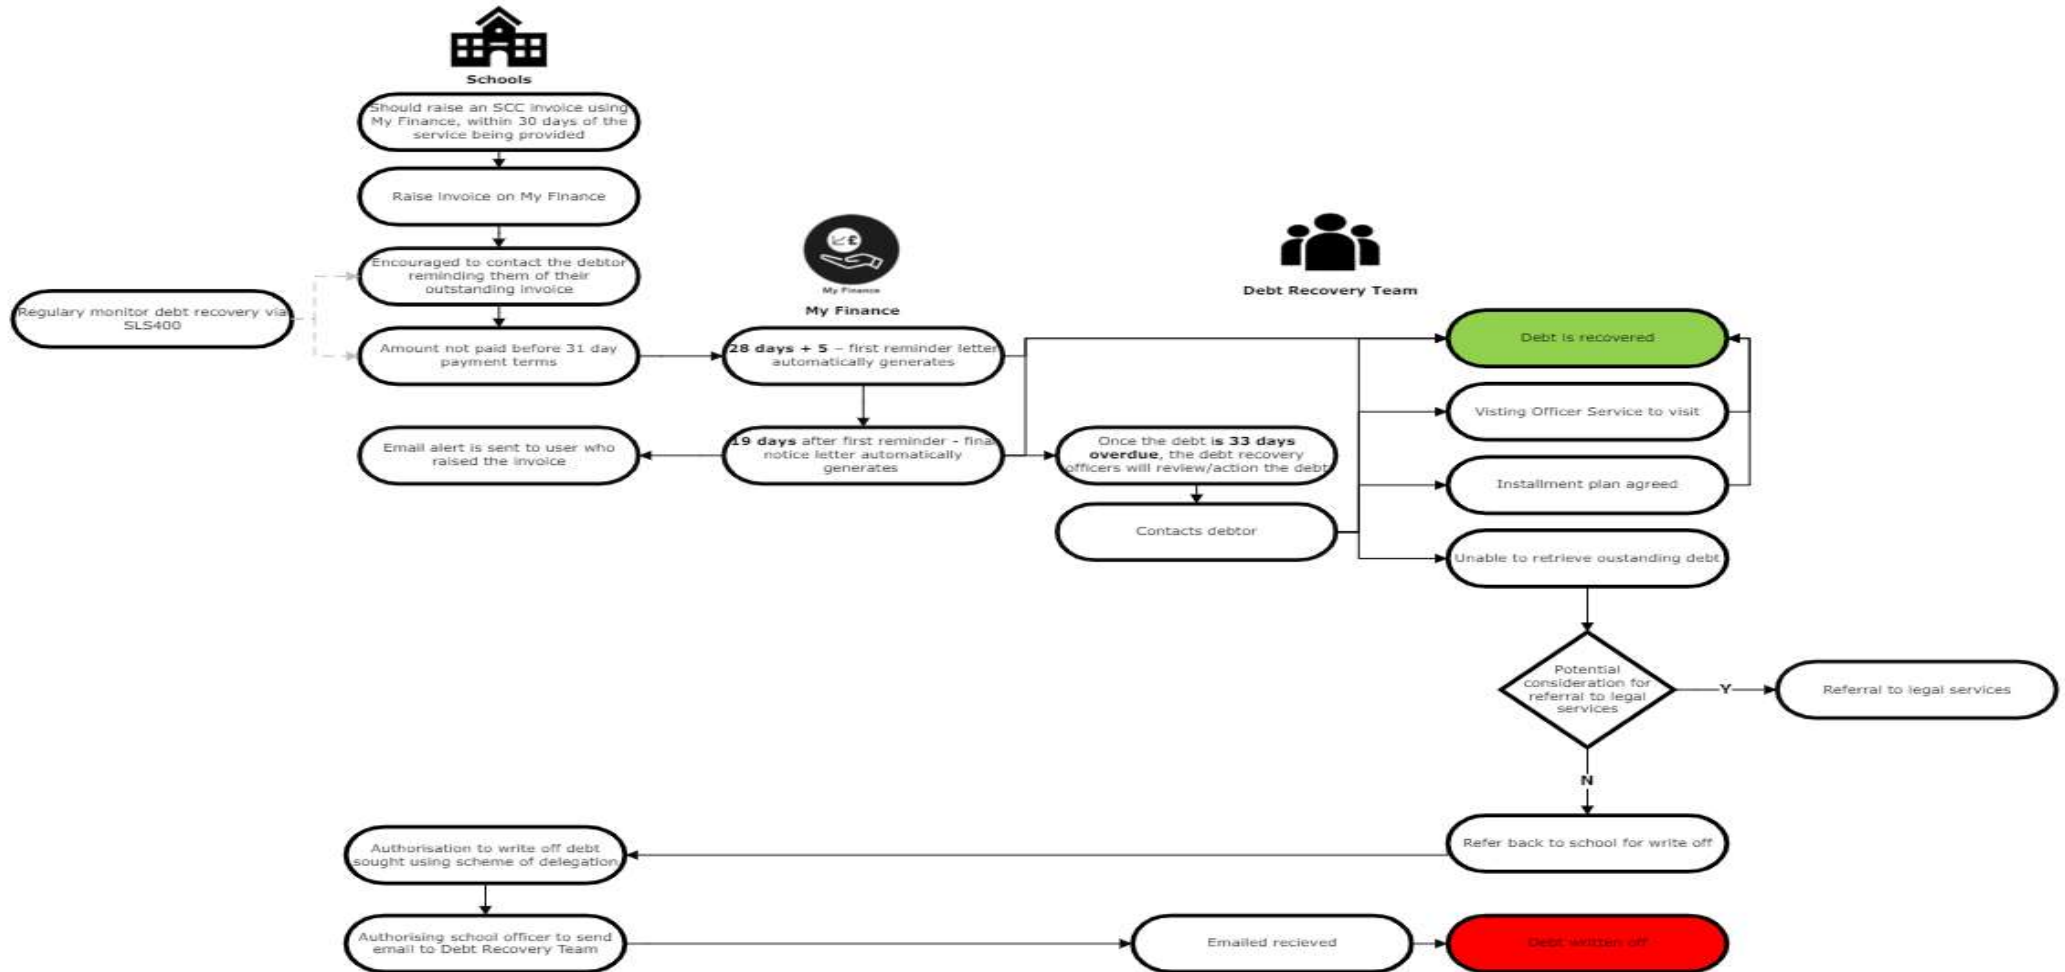 Schools
Should raise an SCC invoice using
My Finance, within 30 days of the
service being provided
Raise invoice on My Finance
Encouraged to contact the debtor
reminding them of their
outstanding invoice
Regulary monitor debt recovery via
SLS400
Amount not paid before 31 day
payment terms
Email alert is sent to user who
raised the invoice
My Finance
My Finance
28 days + 5 – first reminder letter
automatically generates
19 days after first reminder - final
notice letter automatically
generates
Debt Recovery Team
Once the debt is 33 days
overdue, the debt recovery
officers will review/action the debt
Contacts debtor
Debt is recovered
Visting Officer Service to visit
Installment plan agreed
Unable to retrieve oustanding debt
Potential
consideration for
referral to legal
services
Y
Referral to legal services
N
Refer back to school for write off
Authorisation to write off debt
sought using scheme of delegation
Authorising school officer to send
email to Debt Recovery Team
Emailed recieved
Debt written off